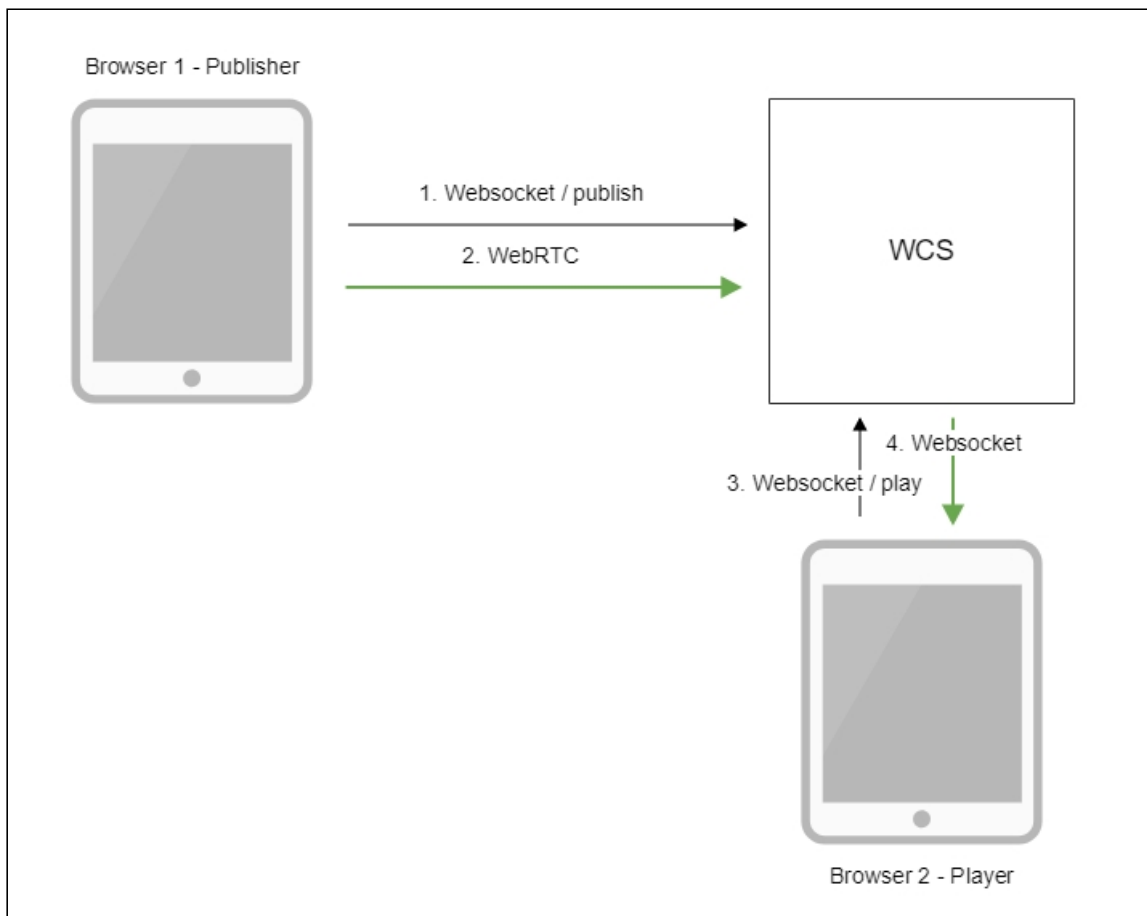 Browser 1 - Publisher
1. Websocket / publish
2. WebRTC
WCS
4. Websocket
3. Websocket / play
Browser 2 - Player